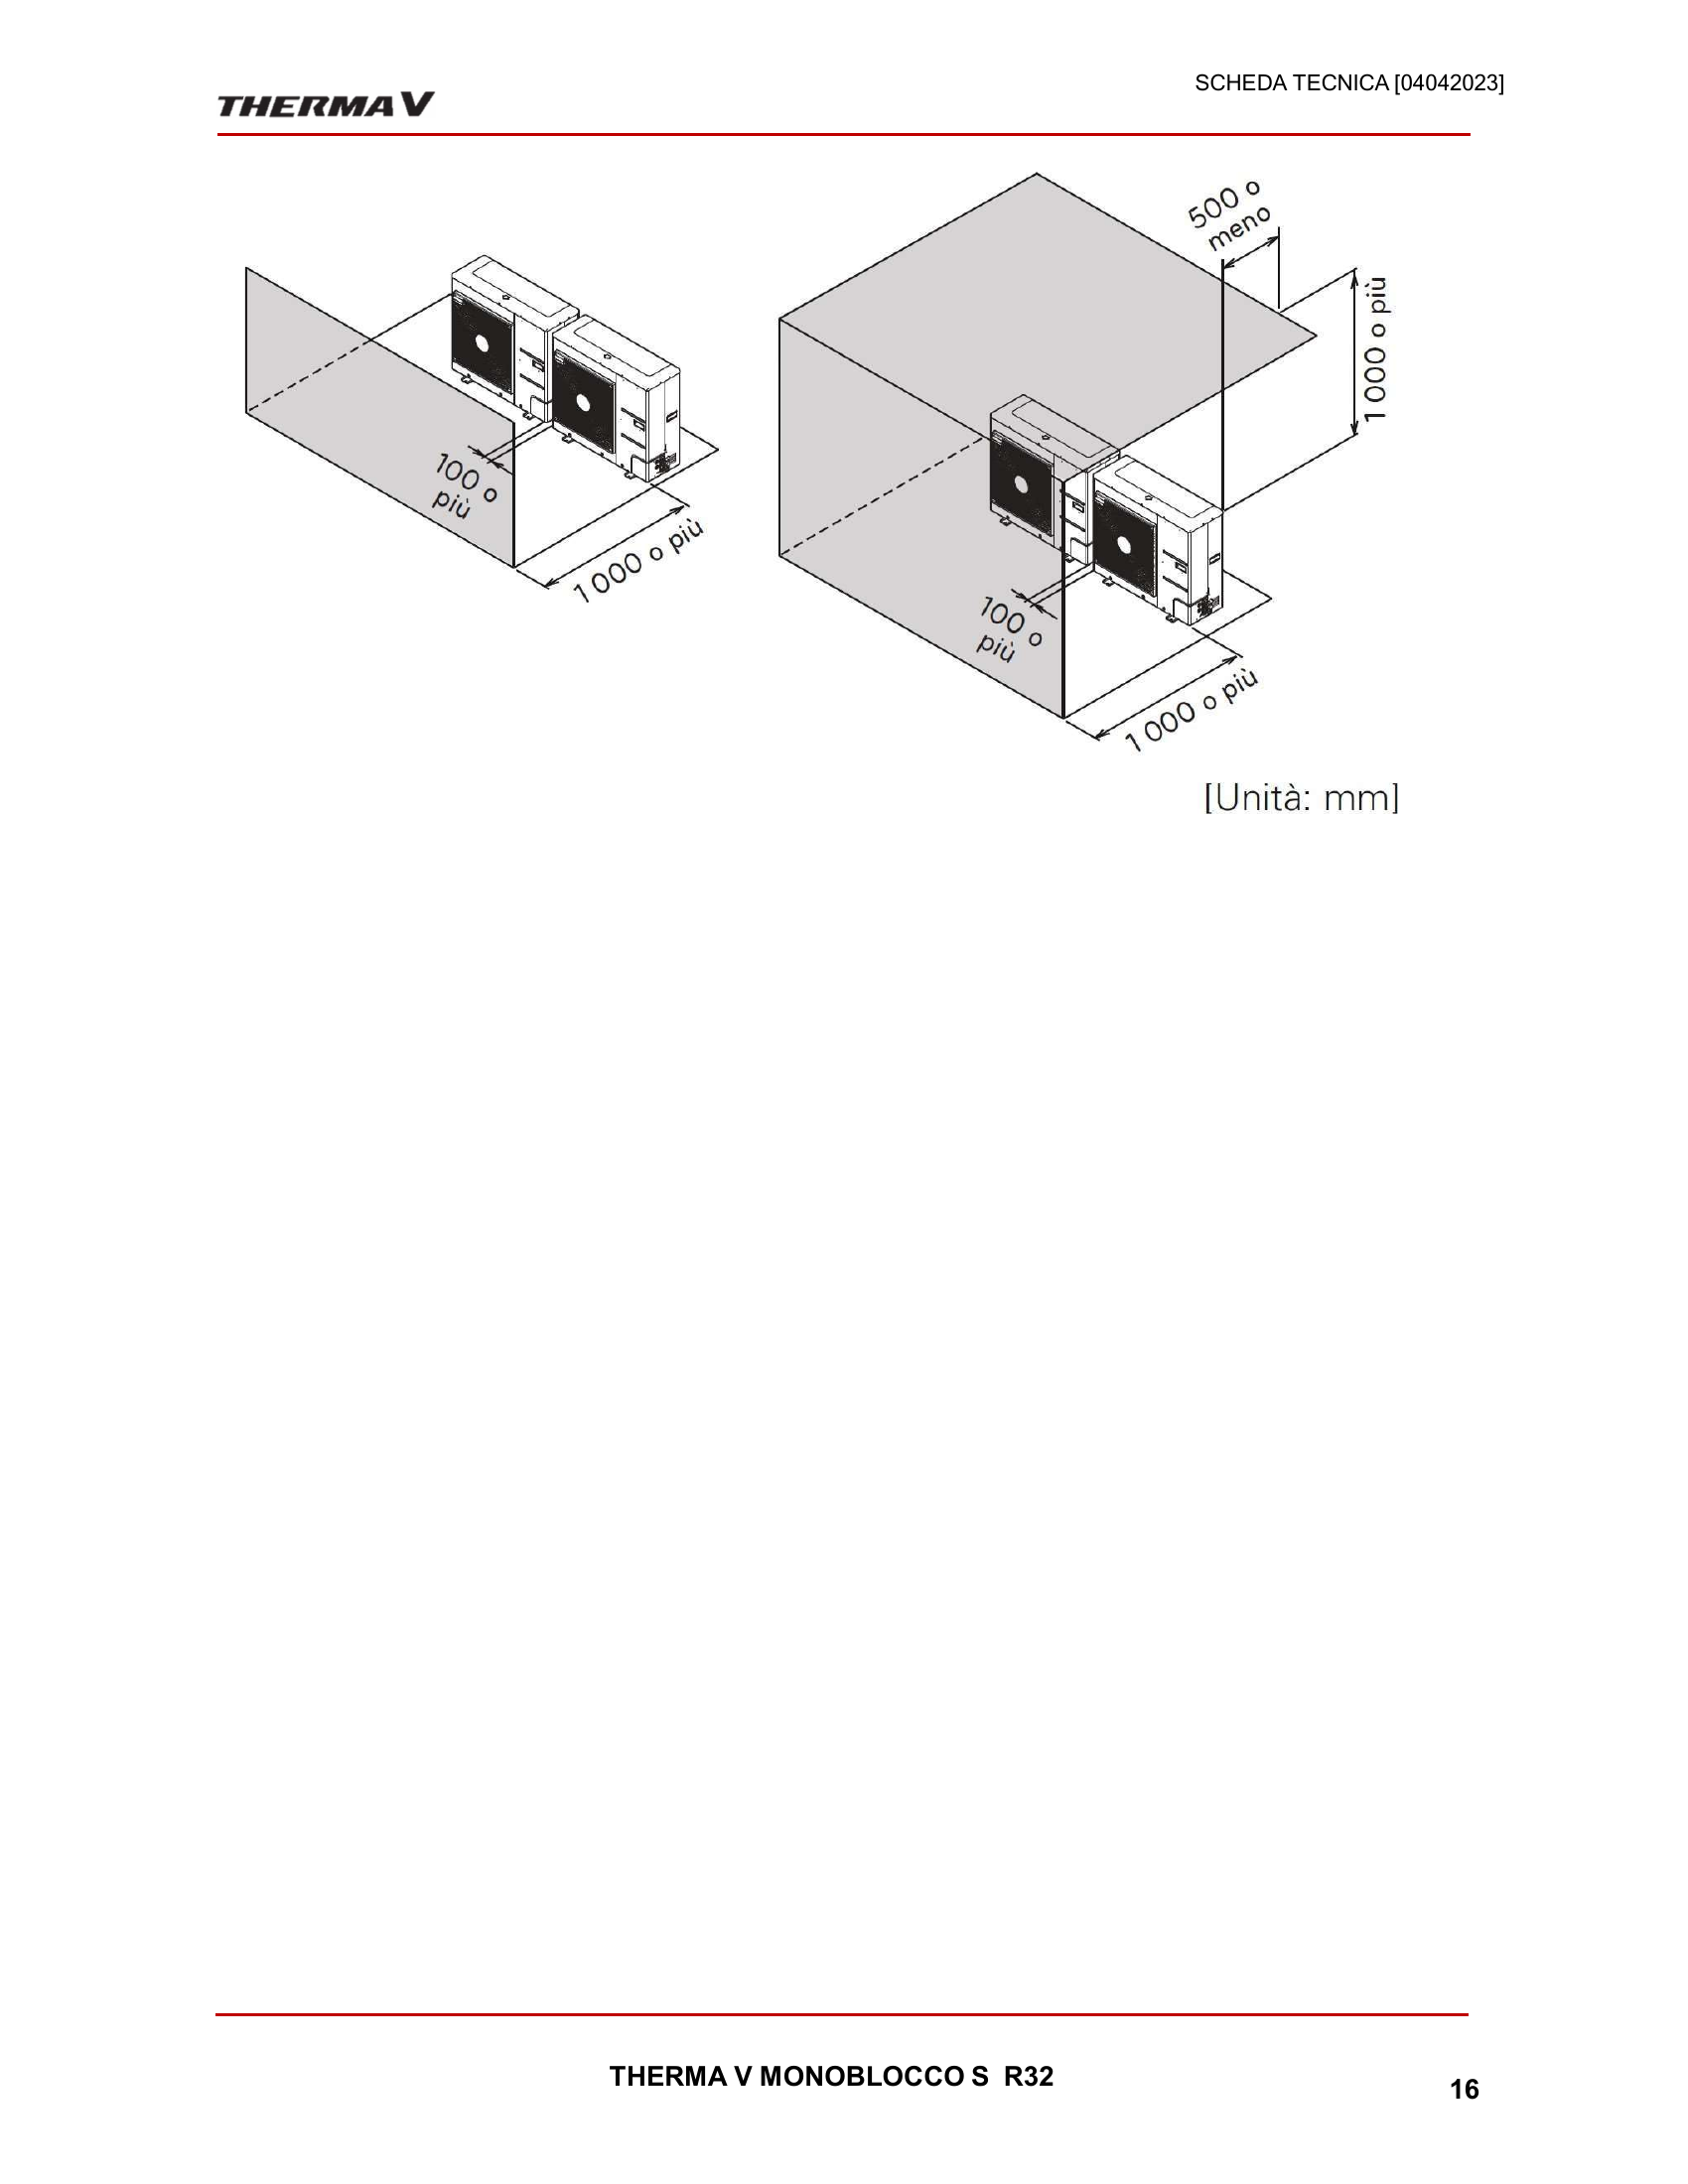 SCHEDA TECNICA [04042023]
THERMA V
100 o
più
1 000 o più
500 o
meno
1 000 o più
100 o
più
1 000 o più
[Unità: mm]
THERMA V MONOBLOCCO S R32
16